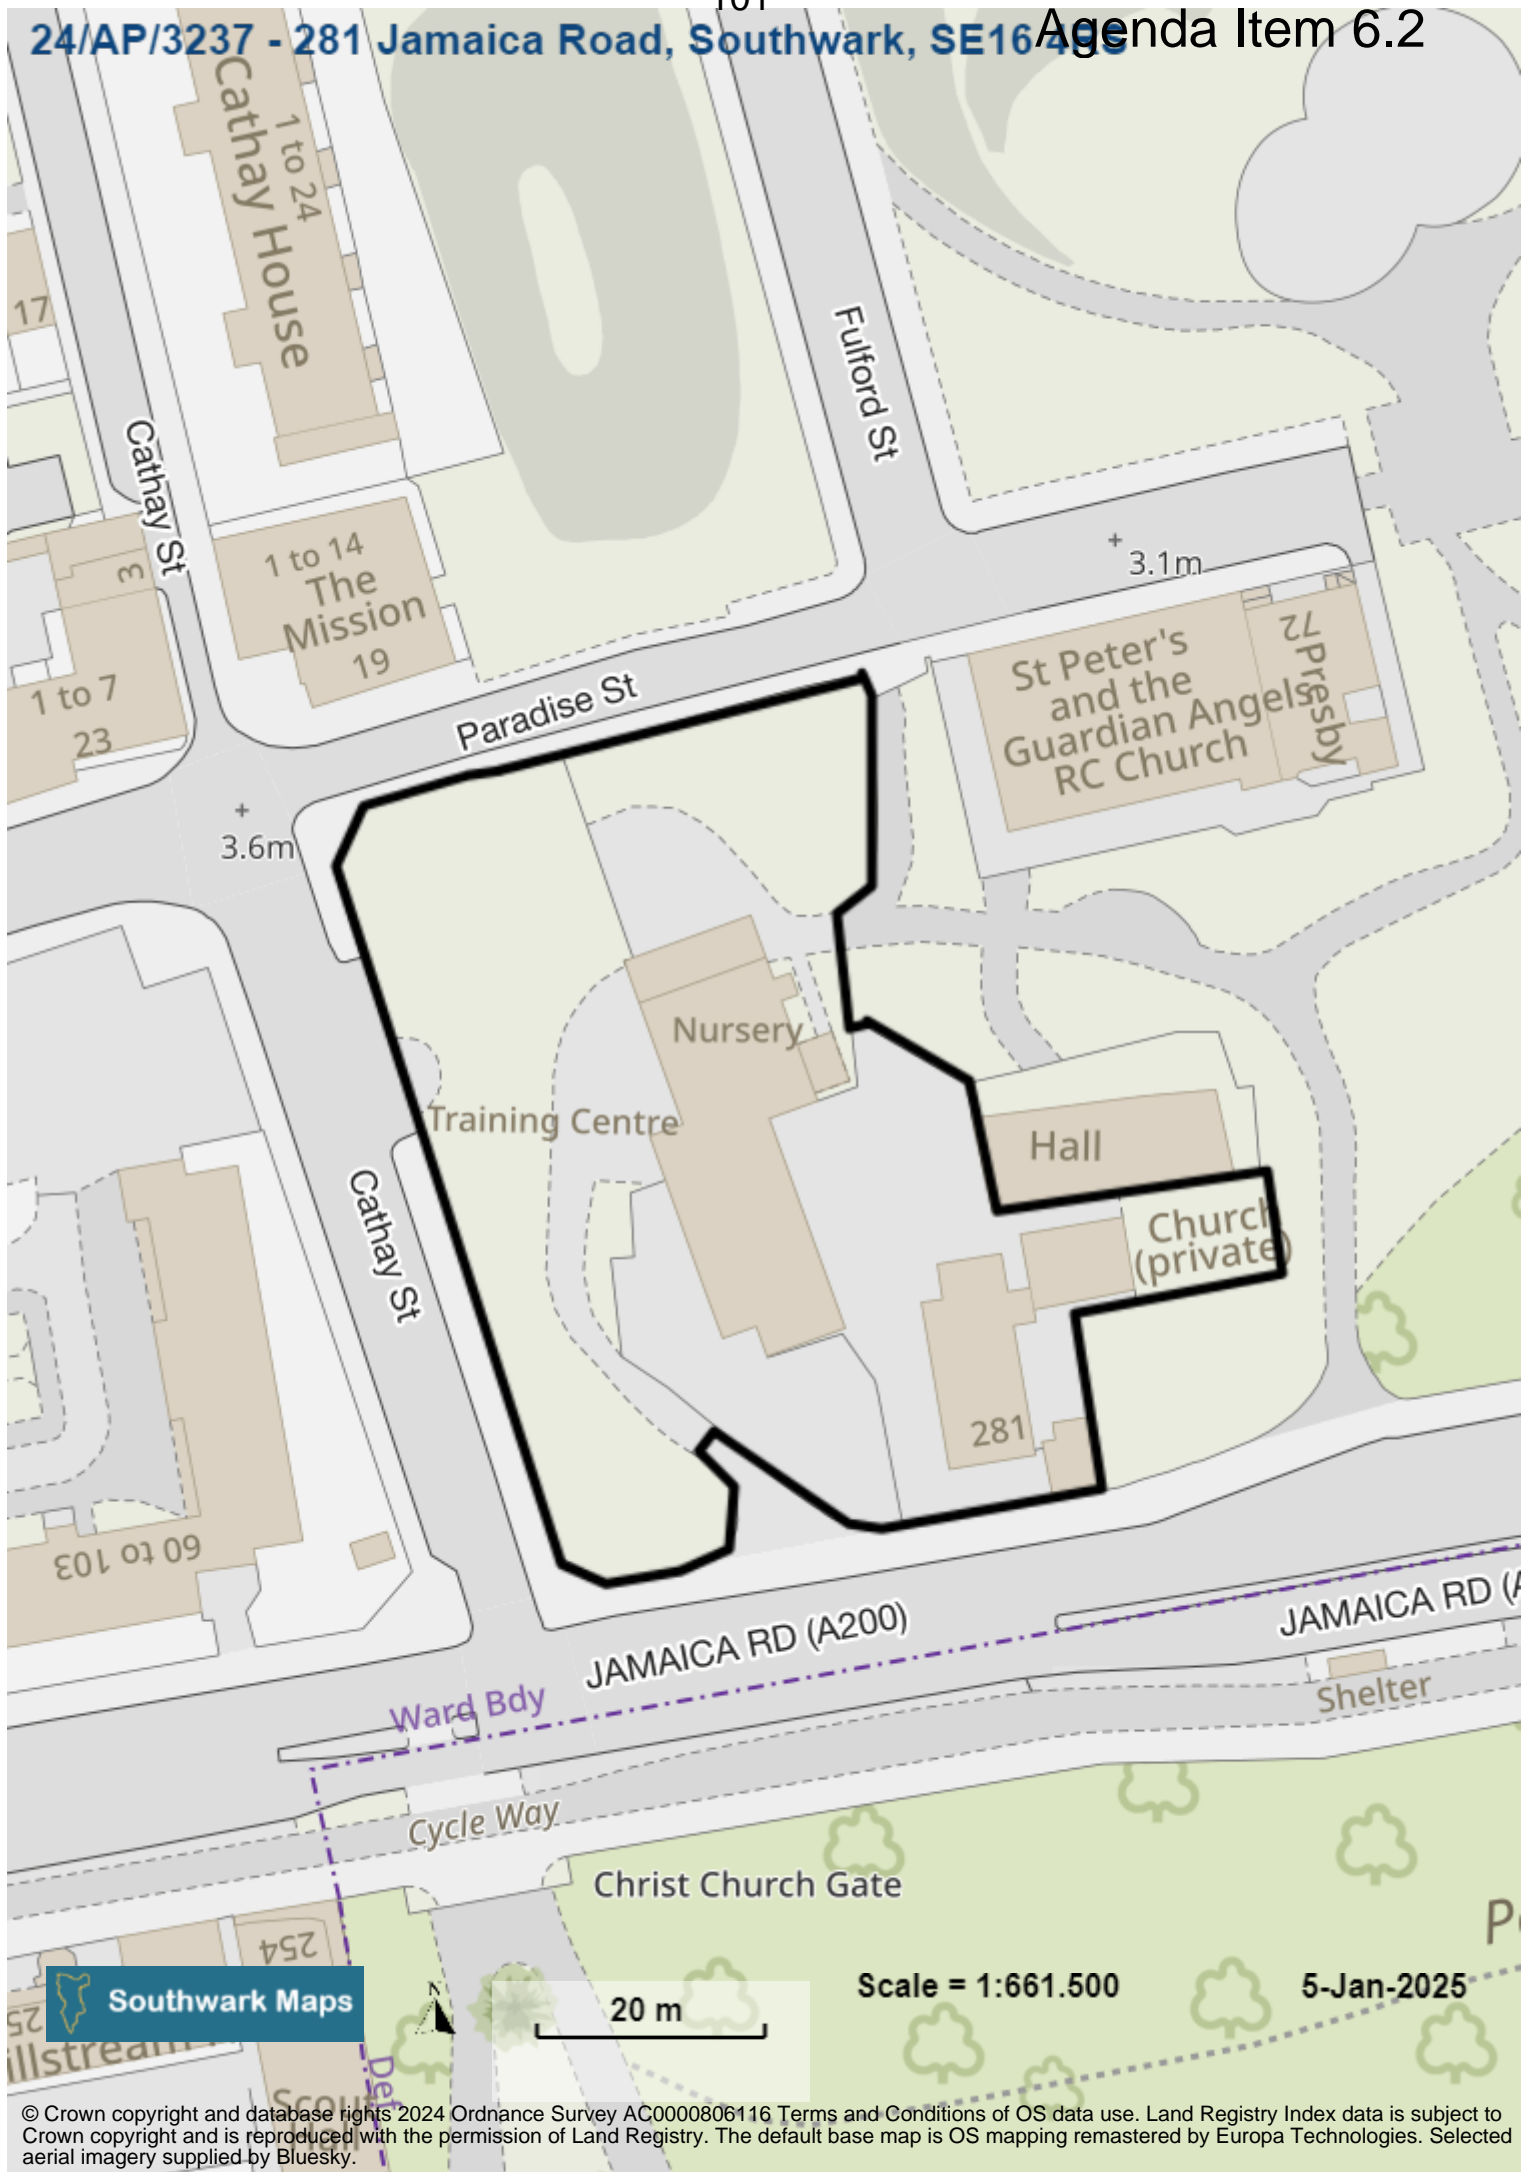 101
Agenda Item 6.2
24/AP/3237 - 281 Jamaica Road, Southwark, SE16 4RS
Cathay House
1 to 24
17
Fulford St
Cathay St
3
1 to 14
The
Mission
19
3.1m
72
Presby
St Peter's
and the
Guardian Angels
RC Church
1 to 7
23
Paradise St
3.6m
Nursery
Training Centre
Hall
Cathay St
Church
(private)
281
60 to 103
JAMAICA RD (A200)
JAMAICA RD (A
Ward Bdy
Shelter
Cycle Way
Christ Church Gate
254
Southwark Maps
N
20 m
Scale = 1:661.500
5-Jan-2025
Def
Scout
Hall
© Crown copyright and database rights 2024 Ordnance Survey AC0000806116 Terms and Conditions of OS data use. Land Registry Index data is subject to
Crown copyright and is reproduced with the permission of Land Registry. The default base map is OS mapping remastered by Europa Technologies. Selected
aerial imagery supplied by Bluesky.